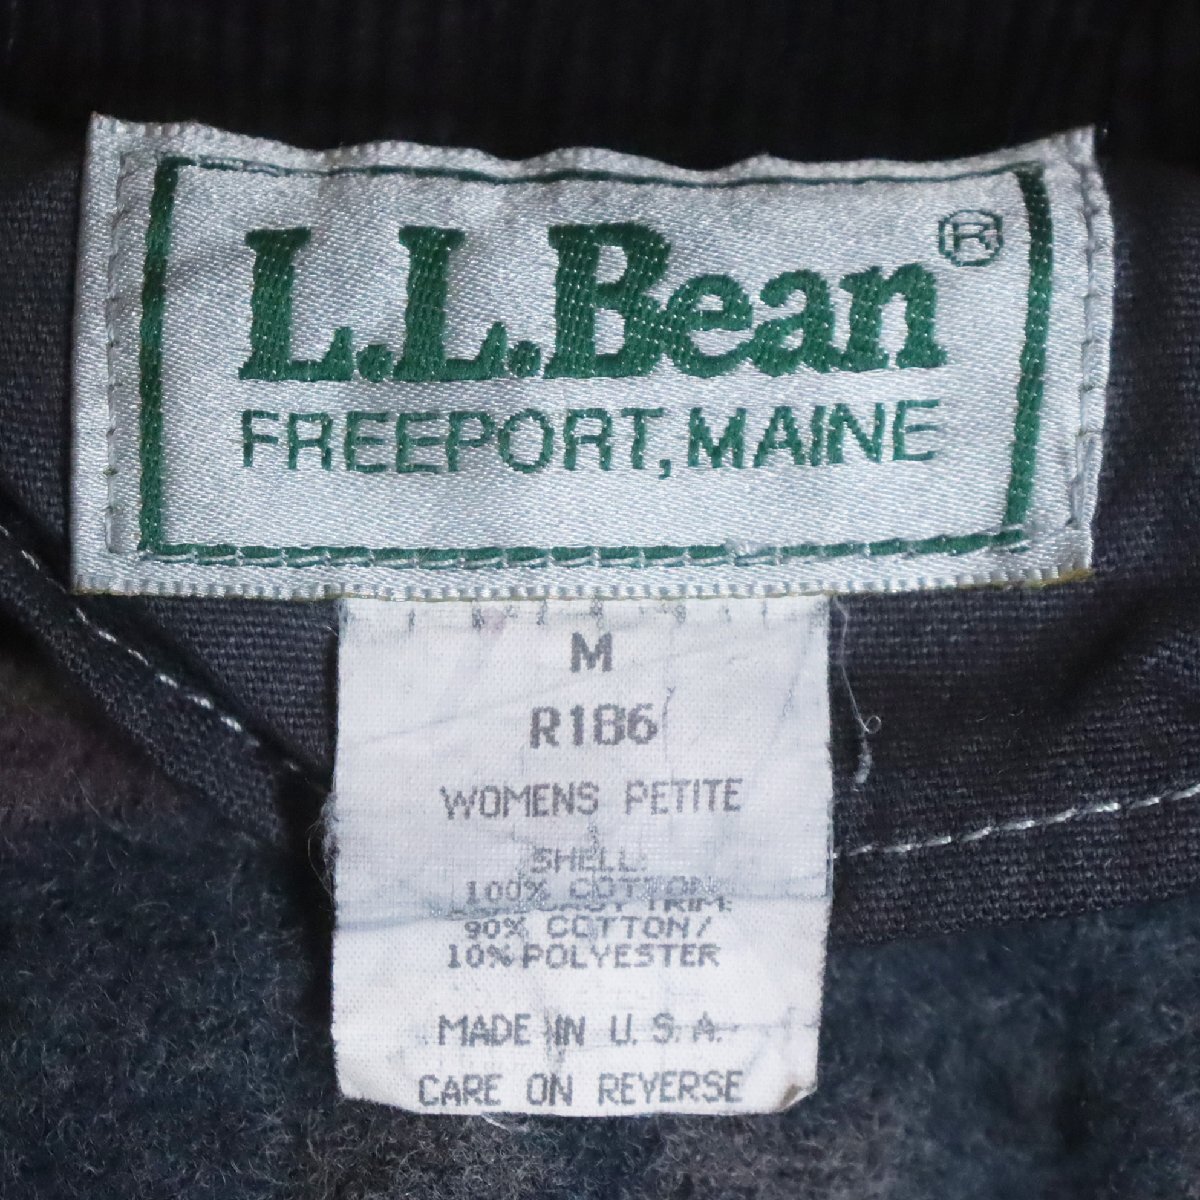 L.L.Bean®
FREEPORT, MAINE
M
R186
WOMENS PETITE
SHELL:
100% COTTON
TRIM:
90% COTTON/
10% POLYESTER
MADE IN U.S.A.
CARE ON REVERSE